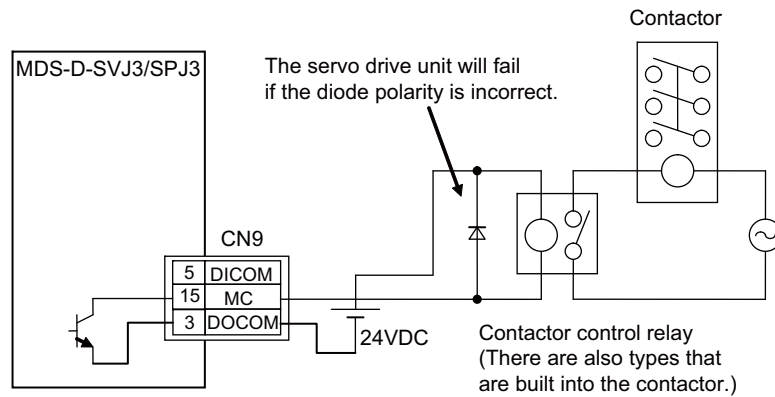 Contactor
MDS-D-SVJ3/SPJ3
The servo drive unit will fail
if the diode polarity is incorrect.
CN9
5 DICOM
15 MC
3 DOCOM
24VDC
Contactor control relay
(There are also types that
are built into the contactor.)